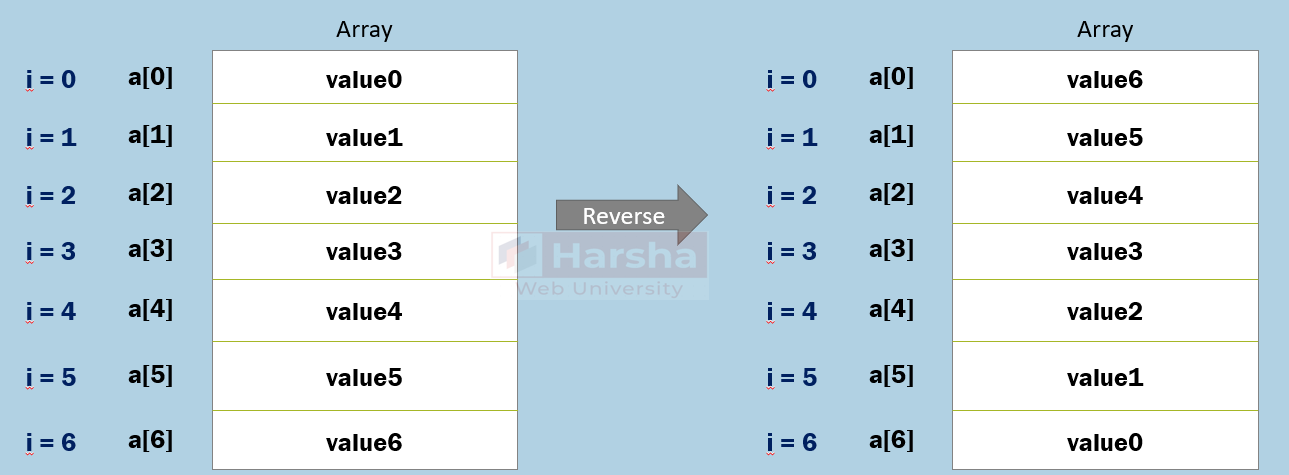 Array
i = 0 a[0] value0
i = 1 a[1] value1
i = 2 a[2] value2
i = 3 a[3] value3
i = 4 a[4] value4
i = 5 a[5] value5
i = 6 a[6] value6
Reverse
Harsha
Web University
Array
i = 0 a[0] value6
i = 1 a[1] value5
i = 2 a[2] value4
i = 3 a[3] value3
i = 4 a[4] value2
i = 5 a[5] value1
i = 6 a[6] value0